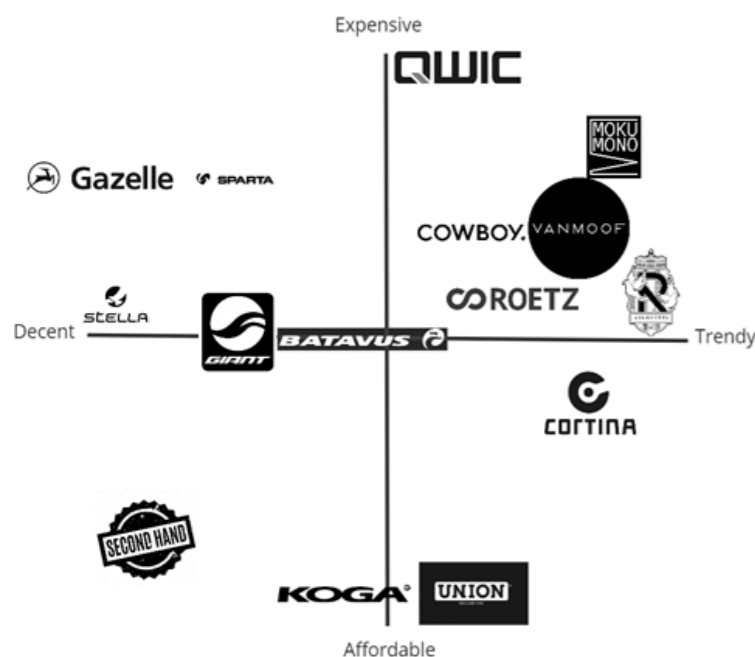 Expensive
QWIC
MOKU
MONO
Gazelle
SPARTA
COWBOY.
VANMOOF
ROETZ
R
STELLA
Decent
GIANT
BATAVUS
Trendy
CORTINA
SECOND HAND
KOGA
UNION
Affordable